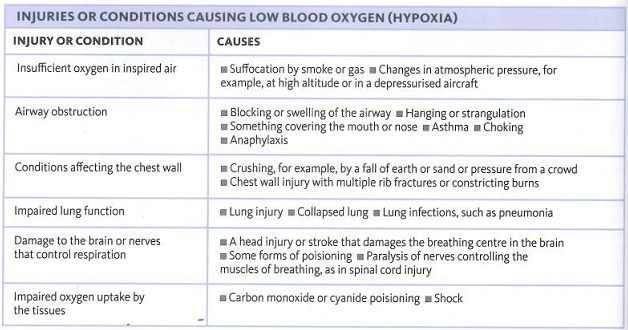 INJURIES OR CONDITIONS CAUSING LOW BLOOD OXYGEN (HYPOXIA)
INJURY OR CONDITION CAUSES
Insufficient oxygen in inspired air ■ Suffocation by smoke or gas ■ Changes in atmospheric pressure, for
example, at high altitude or in a depressurised aircraft
Airway obstruction ■ Blocking or swelling of the airway ■ Hanging or strangulation
■ Something covering the mouth or nose ■ Asthma ■ Choking
■ Anaphylaxis
Conditions affecting the chest wall ■ Crushing, for example, by a fall of earth or sand or pressure from a crowd
■ Chest wall injury with multiple rib fractures or constricting burns
Impaired lung function ■ Lung injury ■ Collapsed lung ■ Lung infections, such as pneumonia
Damage to the brain or nerves ■ A head injury or stroke that damages the breathing centre in the brain
that control respiration ■ Some forms of poisioning ■ Paralysis of nerves controlling the
muscles of breathing, as in spinal cord injury
Impaired oxygen uptake by ■ Carbon monoxide or cyanide poisioning ■ Shock
the tissues